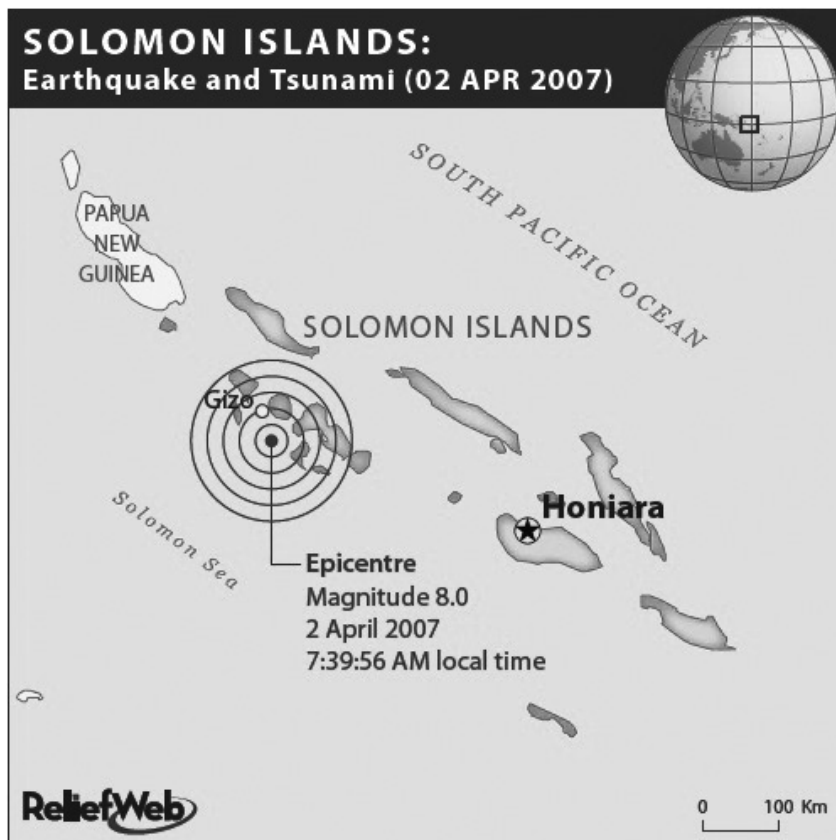 SOLOMON ISLANDS:
Earthquake and Tsunami (02 APR 2007)
SOUTH PACIFIC OCEAN
PAPUA
NEW
GUINEA
SOLOMON ISLANDS
Gizo
Solomon Sea
Honiara
Epicentre
Magnitude 8.0
2 April 2007
7:39:56 AM local time
ReliefWeb
0 100 Km